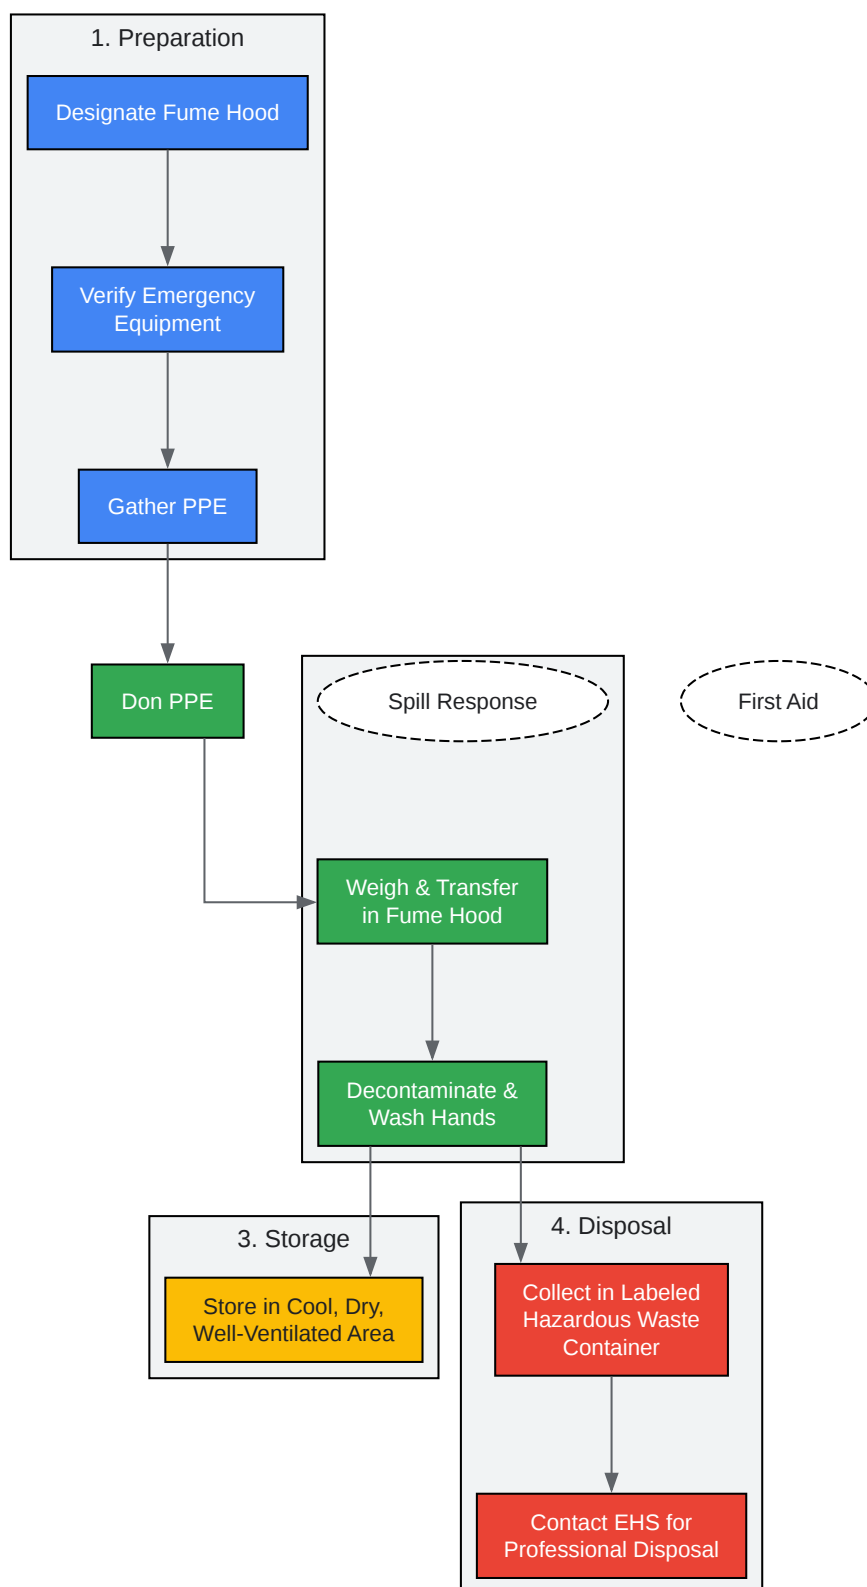 1. Preparation
Designate Fume Hood
Verify Emergency
Equipment
Gather PPE
Don PPE
Spill Response
First Aid
Weigh & Transfer
in Fume Hood
Decontaminate &
Wash Hands
3. Storage
Store in Cool, Dry,
Well-Ventilated Area
4. Disposal
Collect in Labeled
Hazardous Waste
Container
Contact EHS for
Professional Disposal